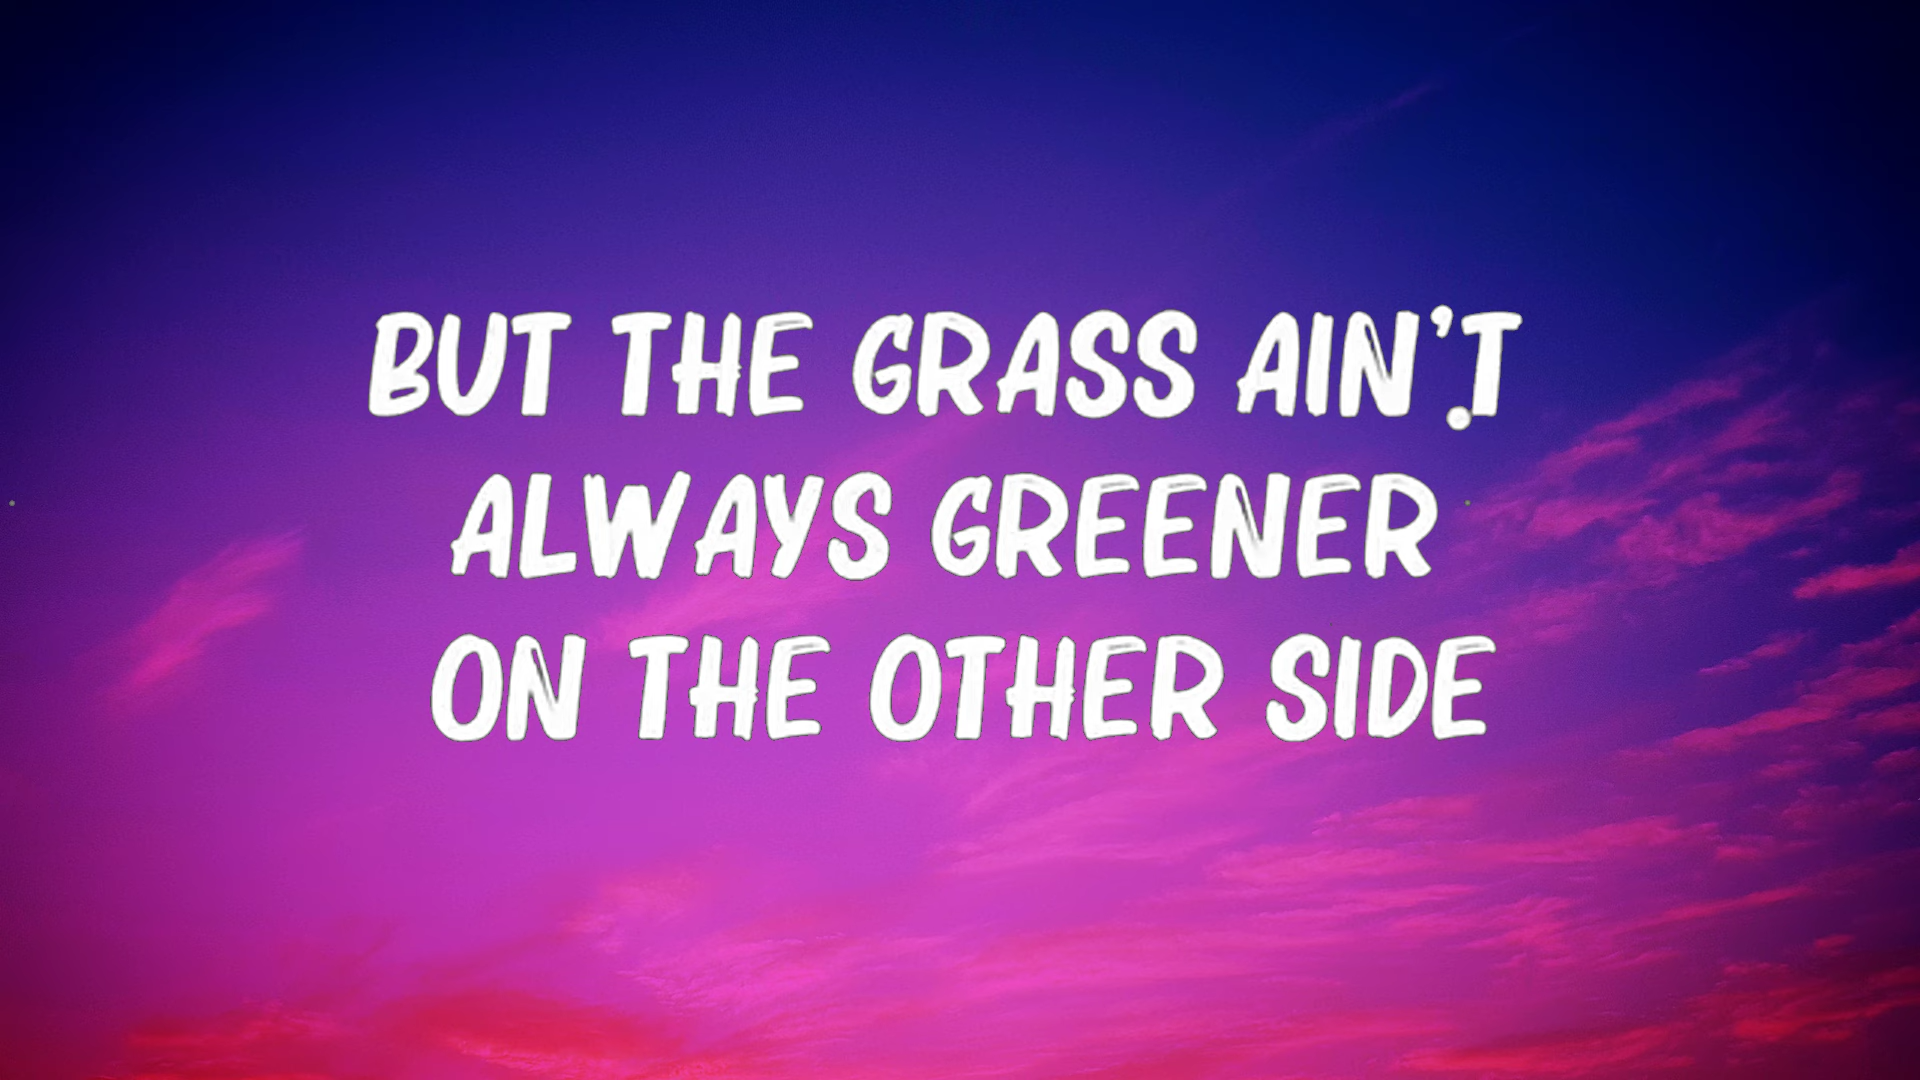 BUT THE GRASS AIN'T
ALWAYS GREENER
ON THE OTHER SIDE